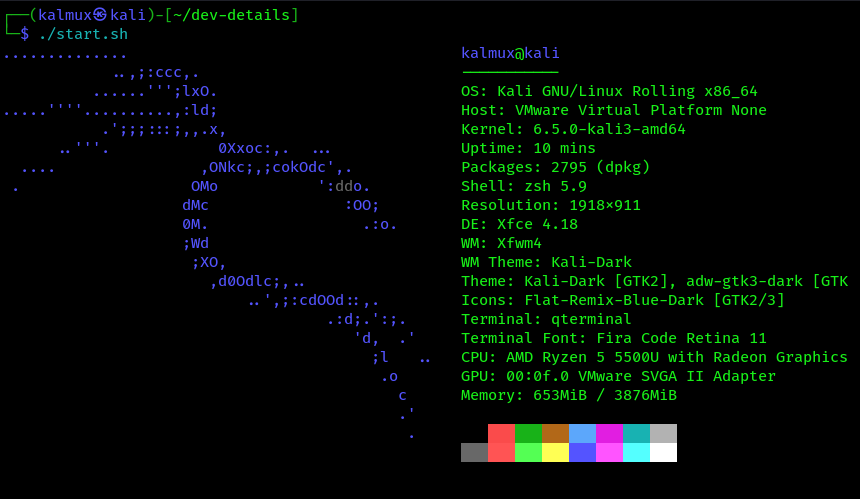 ┌──(kalmux㉿kali)-[~/dev-details]
└─$ ./start.sh
..............
            ..,;:ccc,.
          ......''';lxO.
.....''''..........,:ld;
           .';;;:::;,,.x,
      ..'''.            0Xxoc:,.  ...
  ....                ,ONkc;,;cokOdc',.
 .                   OMo           ':ddo.
                    dMc               :OO;
                    0M.                 .:o.
                    ;Wd
                     ;XO,
                       ,d0Odlc;,..
                           ..',;:cdOOd::,.
                                    .:d;.':;.
                                       'd,  .'
                                         ;l   ..
                                          .o
                                            c
                                            .'
                                             .
kalmux@kali
-----------
OS: Kali GNU/Linux Rolling x86_64
Host: VMware Virtual Platform None
Kernel: 6.5.0-kali3-amd64
Uptime: 10 mins
Packages: 2795 (dpkg)
Shell: zsh 5.9
Resolution: 1918x911
DE: Xfce 4.18
WM: Xfwm4
WM Theme: Kali-Dark
Theme: Kali-Dark [GTK2], adw-gtk3-dark [GTK
Icons: Flat-Remix-Blue-Dark [GTK2/3]
Terminal: qterminal
Terminal Font: Fira Code Retina 11
CPU: AMD Ryzen 5 5500U with Radeon Graphics
GPU: 00:0f.0 VMware SVGA II Adapter
Memory: 653MiB / 3876MiB